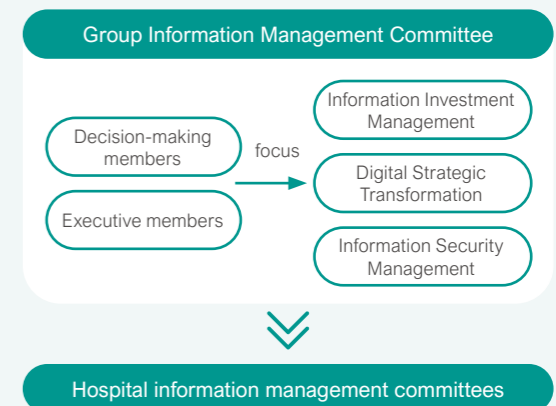 Group Information Management Committee
Decision-making
members
Executive members
focus
Information Investment
Management
Digital Strategic
Transformation
Information Security
Management
Hospital information management committees